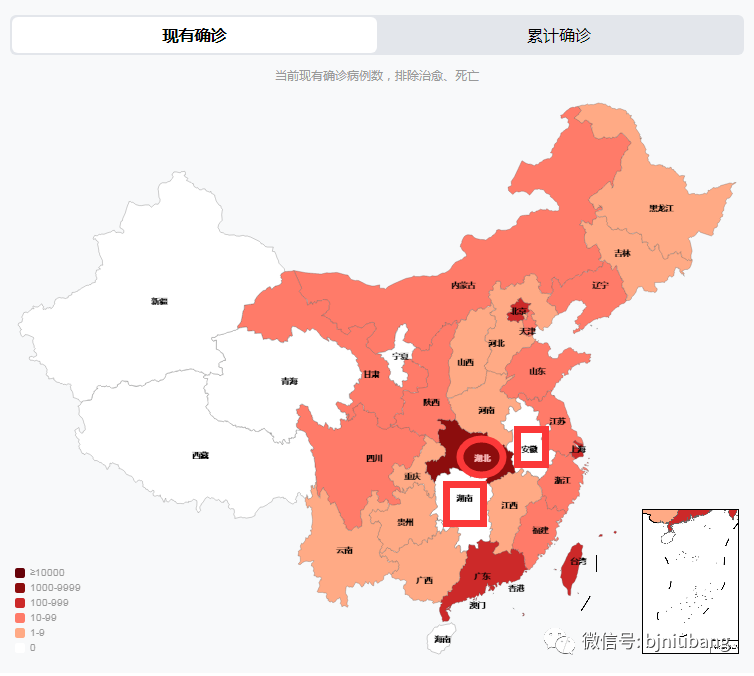 现有确诊
累计确诊
当前现有确诊病例数，排除治愈、死亡
黑龙江
吉林
内蒙古
辽宁
新疆
北京
天津
河北
宁夏
山西
山东
甘肃
青海
陕西
河南
江苏
安徽
上海
西藏
四川
湖北
重庆
浙江
湖南
江西
贵州
福建
云南
台湾
广西
广东
香港
澳门
海南
≥10000
1000-9999
100-999
10-99
1-9
0
微信号: bjniubang